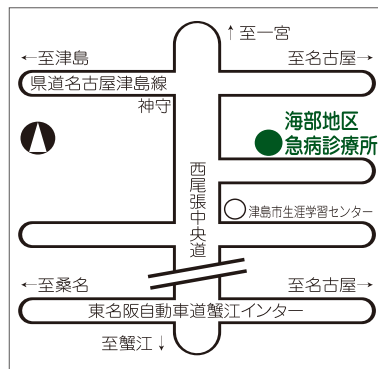 ↑至一宮
←至津島
至名古屋→
県道名古屋津島線
神守
海部地区
急病診療所
西尾張中央道
津島市生涯学習センター
←至桑名
至名古屋→
東名阪自動車道蟹江インター
至蟹江↓